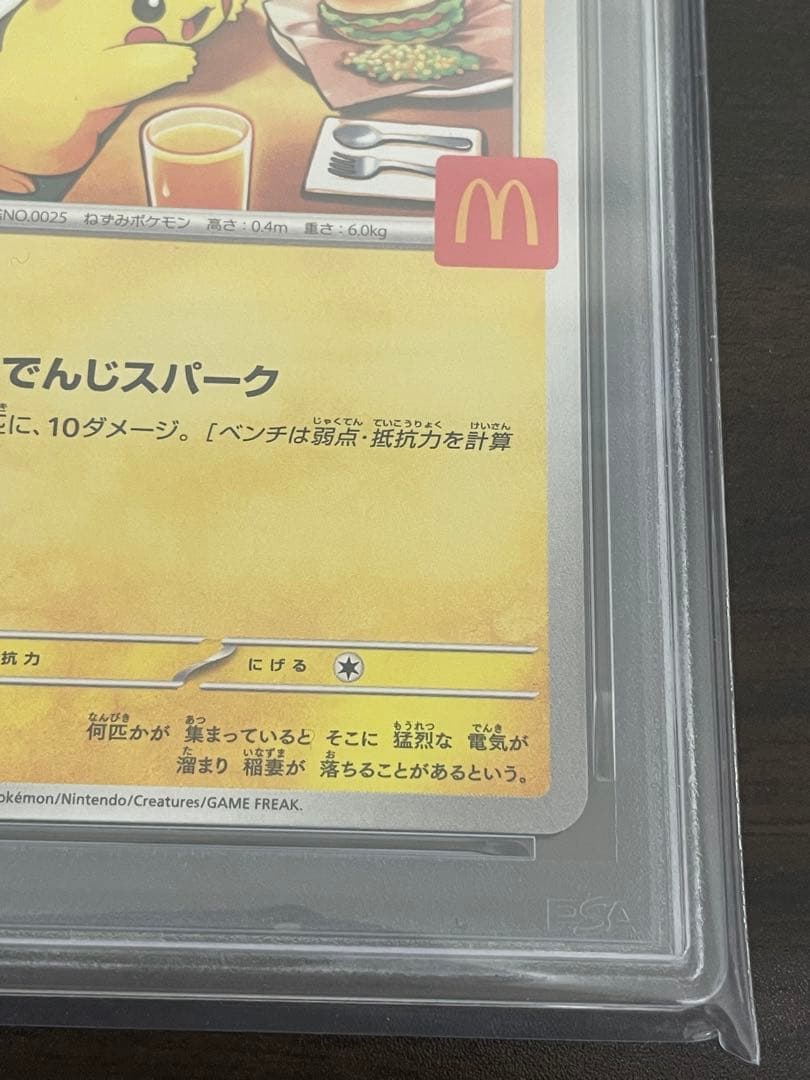 NO.0025 ねずみポケモン 高さ:0.4m 重さ:6.0kg
M
でんじスパーク
に、10ダメージ。[ベンチは弱点・抵抗力を計算
抗力 にげる
何匹かが 集まっていると そこに 猛烈な 電気が
溜まり 稲妻が 落ちることがあるという。
okémon/Nintendo/Creatures/GAME FREAK.
PSA